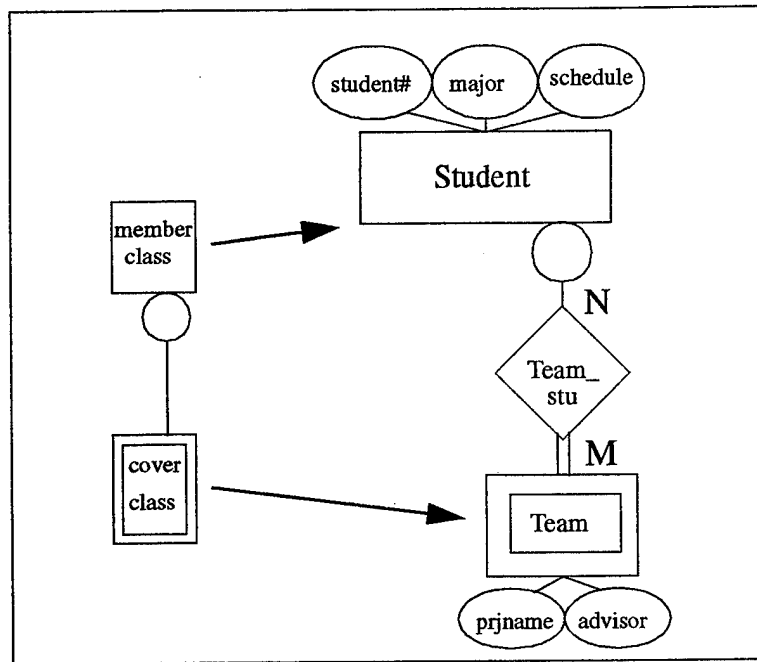 student#
major
schedule
Student
member
class
N
Team_
stu
M
cover
class
Team
prjname
advisor